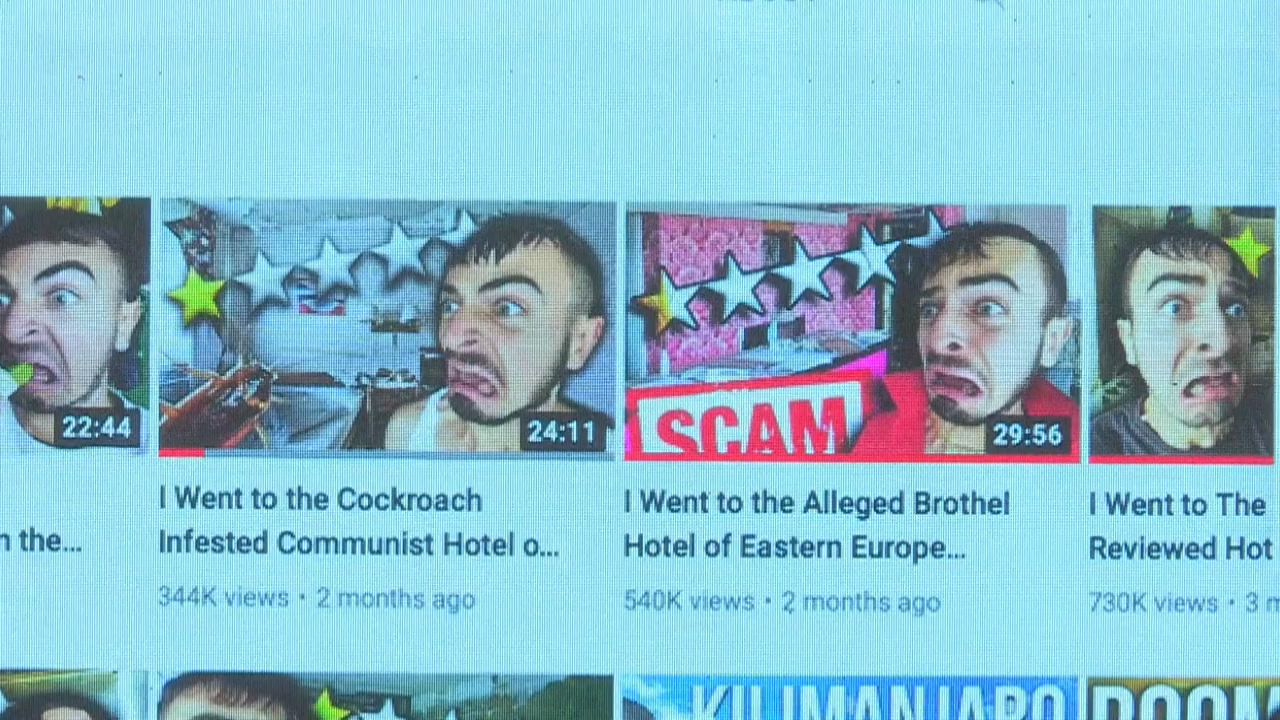 22:44
24:11
SCAM
29:56
I Went to the Cockroach
Infested Communist Hotel o...
344K views • 2 months ago
I Went to the Alleged Brothel
Hotel of Eastern Europe...
540K views • 2 months ago
I Went to The
Reviewed Hot
730K views • 3 m
n the...
KILIMANJARO
DOOM